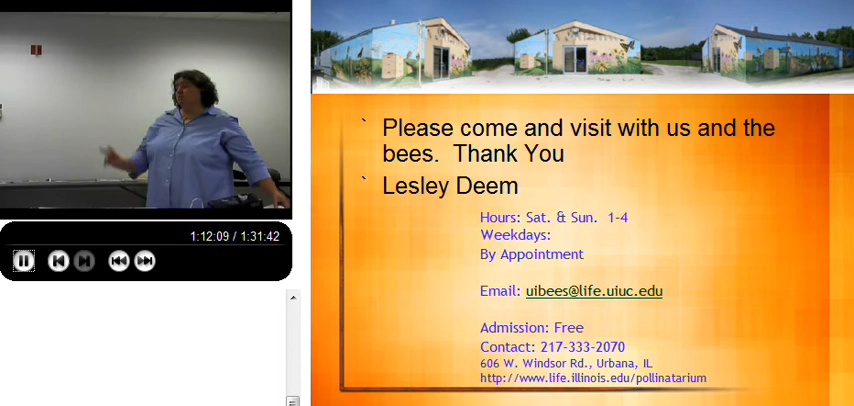 1:12:09 / 1:31:42
` Please come and visit with us and the
bees. Thank You
` Lesley Deem
Hours: Sat. & Sun. 1-4
Weekdays:
By Appointment
Email: uibees@life.uiuc.edu
Admission: Free
Contact: 217-333-2070
606 W. Windsor Rd., Urbana, IL
http://www.life.illinois.edu/pollinatarium